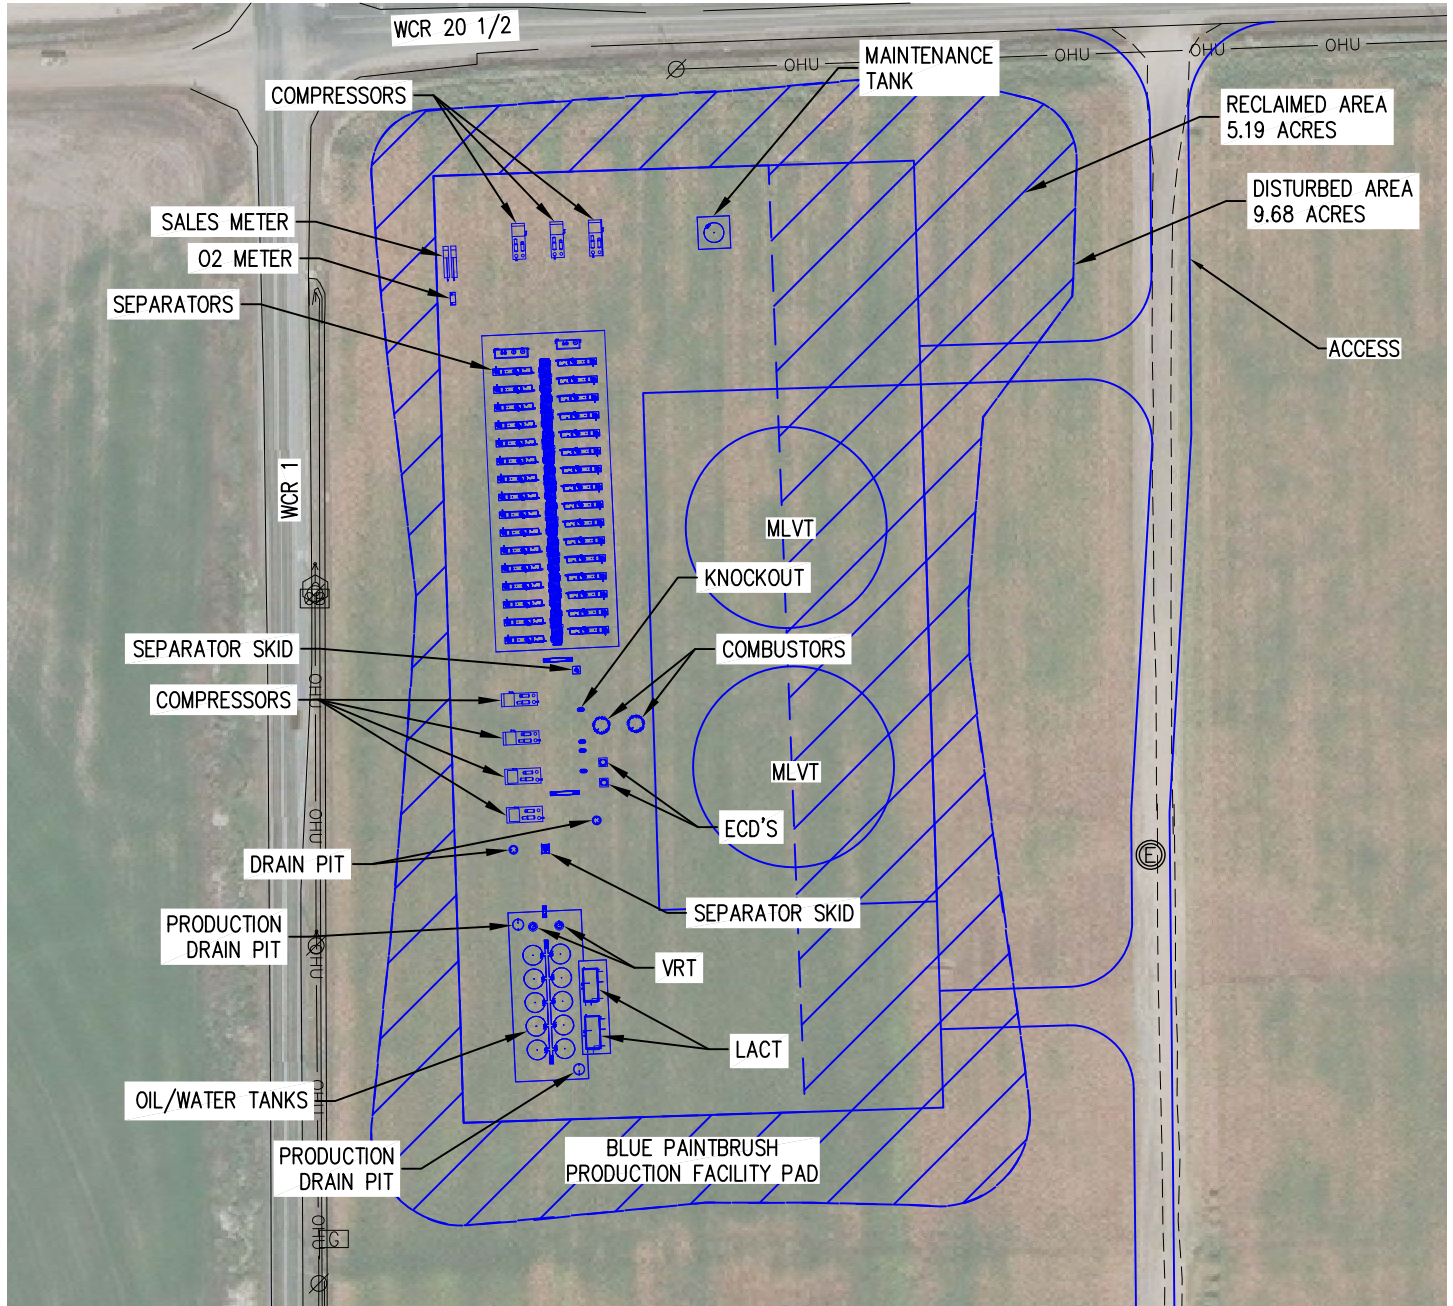 WCR 20 1/2
OHU
OHU
OHU
OHU
MAINTENANCE
TANK
COMPRESSORS
RECLAIMED AREA
5.19 ACRES
DISTURBED AREA
9.68 ACRES
SALES METER
O2 METER
SEPARATORS
ACCESS
WCR 1
MLVT
KNOCKOUT
SEPARATOR SKID
COMBUSTORS
OHU
COMPRESSORS
MLVT
OHU
ECD'S
DRAIN PIT
E
SEPARATOR SKID
PRODUCTION
DRAIN PIT
OHU
VRT
LACT
OIL/WATER TANKS
OHU
PRODUCTION
DRAIN PIT
BLUE PAINTBRUSH
PRODUCTION FACILITY PAD
OHU
G